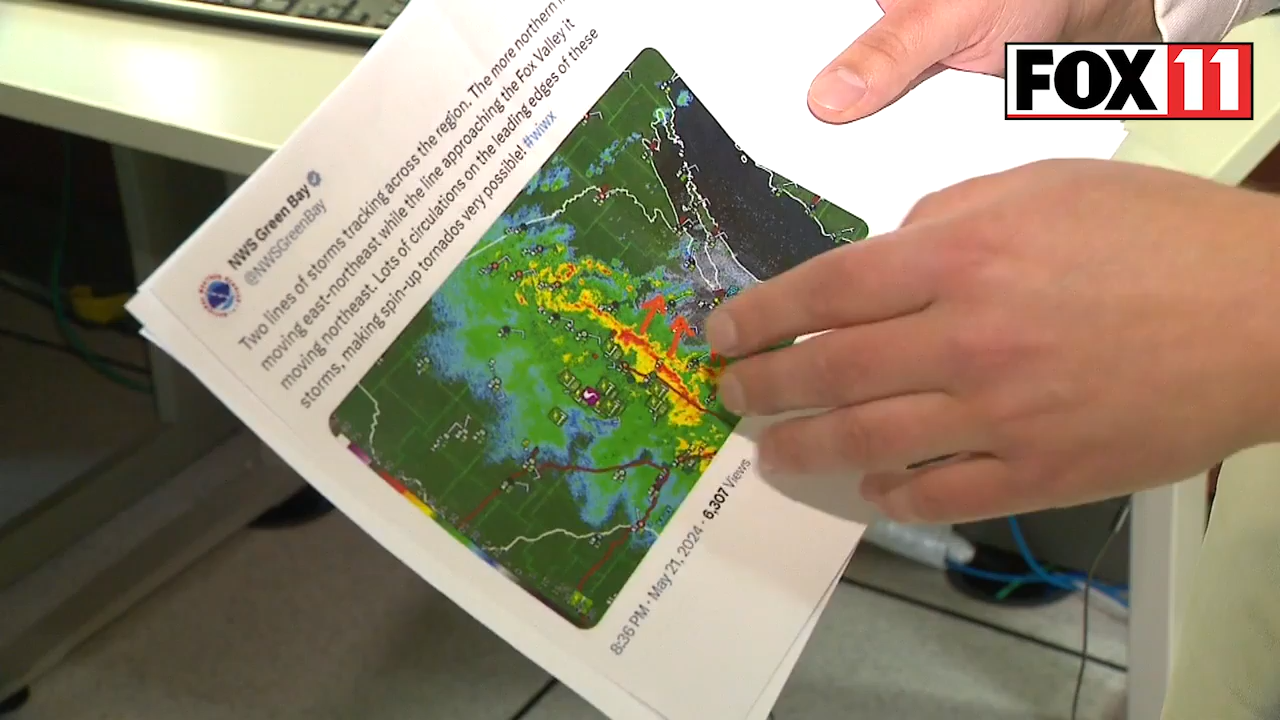 FOX 11
NWS Green Bay
@NWSGreenBay
Two lines of storms tracking across the region. The more northern
moving east-northeast while the line approaching the Fox Valley it
moving northeast. Lots of circulations on the leading edges of these
storms, making spin-up tornados very possible! #wiwx
8:36 PM · May 21, 2024 · 6,307 Views